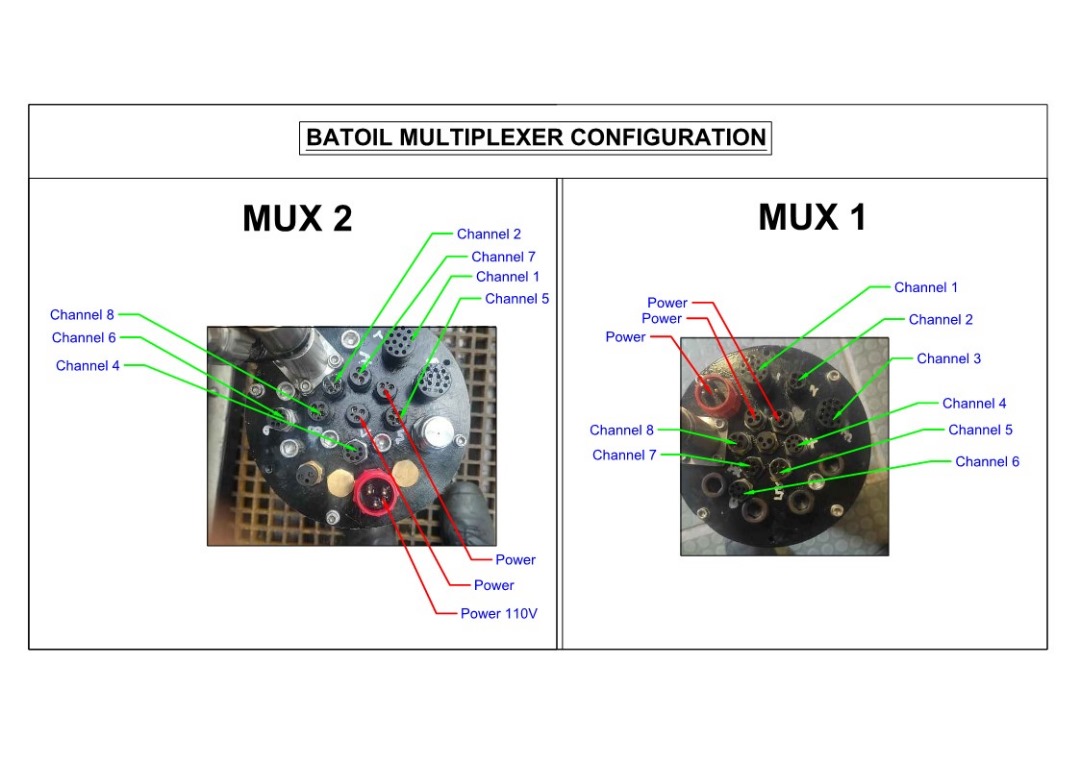 BATOIL MULTIPLEXER CONFIGURATION
MUX 2
Channel 2
Channel 7
Channel 1
Channel 5
Channel 8
Channel 6
Channel 4
Power
Power
Power 110V
MUX 1
Channel 1
Power
Power
Channel 2
Power
Channel 3
Channel 4
Channel 8
Channel 5
Channel 7
Channel 6